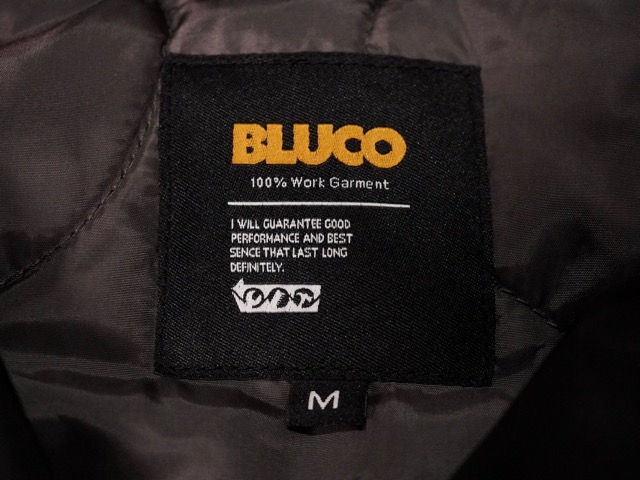 BLUCO
100% Work Garment
I WILL GUARANTEE GOOD
PERFORMANCE AND BEST
SENCE THAT LAST LONG
DEFINITELY.
M